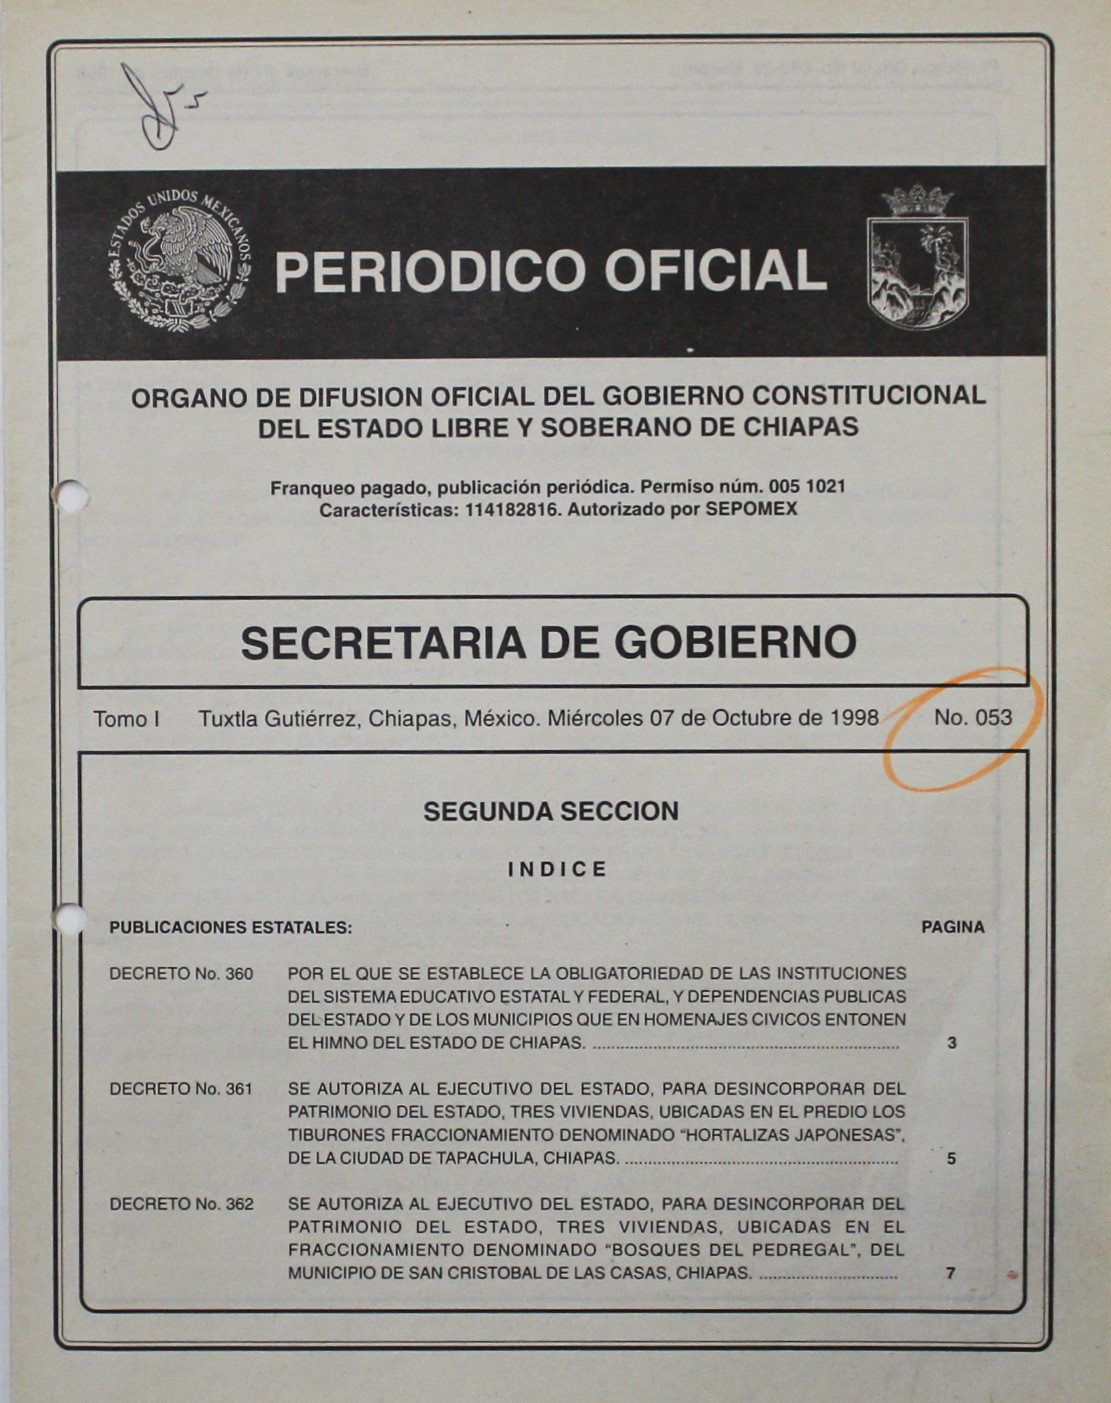 ESTADOS UNIDOS MEXICANOS
PERIODICO OFICIAL
ORGANO DE DIFUSION OFICIAL DEL GOBIERNO CONSTITUCIONAL
DEL ESTADO LIBRE Y SOBERANO DE CHIAPAS
Franqueo pagado, publicación periódica. Permiso núm. 005 1021
Características: 114182816. Autorizado por SEPOMEX
SECRETARIA DE GOBIERNO
Tomo I Tuxtla Gutiérrez, Chiapas, México. Miércoles 07 de Octubre de 1998 No. 053
SEGUNDA SECCION
INDICE
PUBLICACIONES ESTATALES: PAGINA
DECRETO No. 360 POR EL QUE SE ESTABLECE LA OBLIGATORIEDAD DE LAS INSTITUCIONES
DEL SISTEMA EDUCATIVO ESTATAL Y FEDERAL, Y DEPENDENCIAS PUBLICAS
DEL ESTADO Y DE LOS MUNICIPIOS QUE EN HOMENAJES CIVICOS ENTONEN
EL HIMNO DEL ESTADO DE CHIAPAS. .................................................................. 3
DECRETO No. 361 SE AUTORIZA AL EJECUTIVO DEL ESTADO, PARA DESINCORPORAR DEL
PATRIMONIO DEL ESTADO, TRES VIVIENDAS, UBICADAS EN EL PREDIO LOS
TIBURONES FRACCIONAMIENTO DENOMINADO “HORTALIZAS JAPONESAS”,
DE LA CIUDAD DE TAPACHULA, CHIAPAS. ........................................................... 5
DECRETO No. 362 SE AUTORIZA AL EJECUTIVO DEL ESTADO, PARA DESINCORPORAR DEL
PATRIMONIO DEL ESTADO, TRES VIVIENDAS, UBICADAS EN EL
FRACCIONAMIENTO DENOMINADO “BOSQUES DEL PEDREGAL”, DEL
MUNICIPIO DE SAN CRISTOBAL DE LAS CASAS, CHIAPAS. .............................. 7